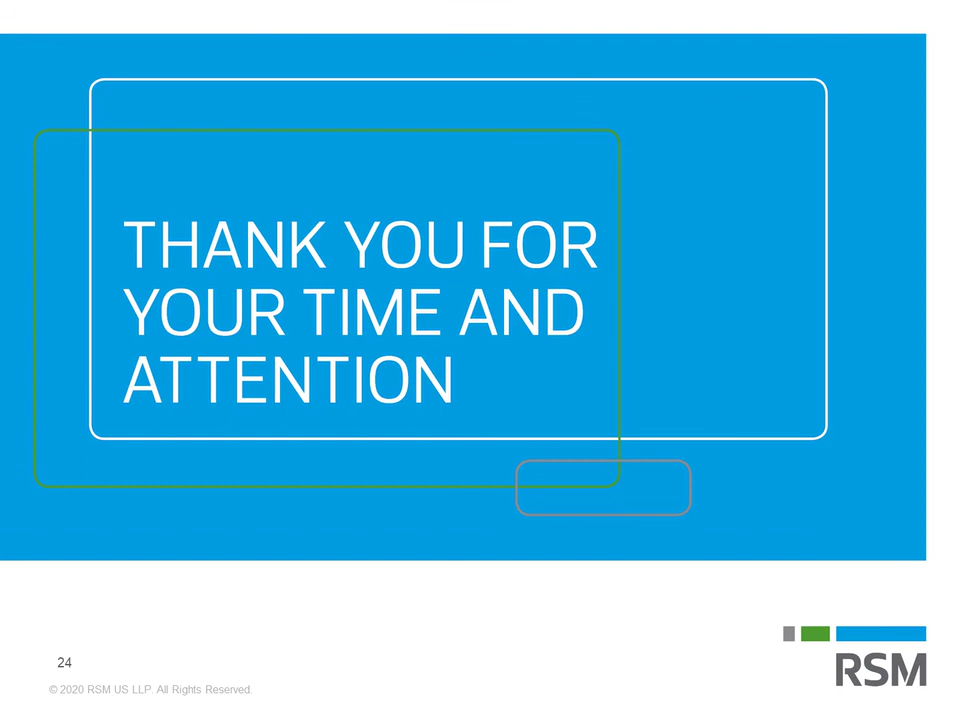 THANK YOU FOR
YOUR TIME AND
ATTENTION
24
© 2020 RSM US LLP. All Rights Reserved.
RSM